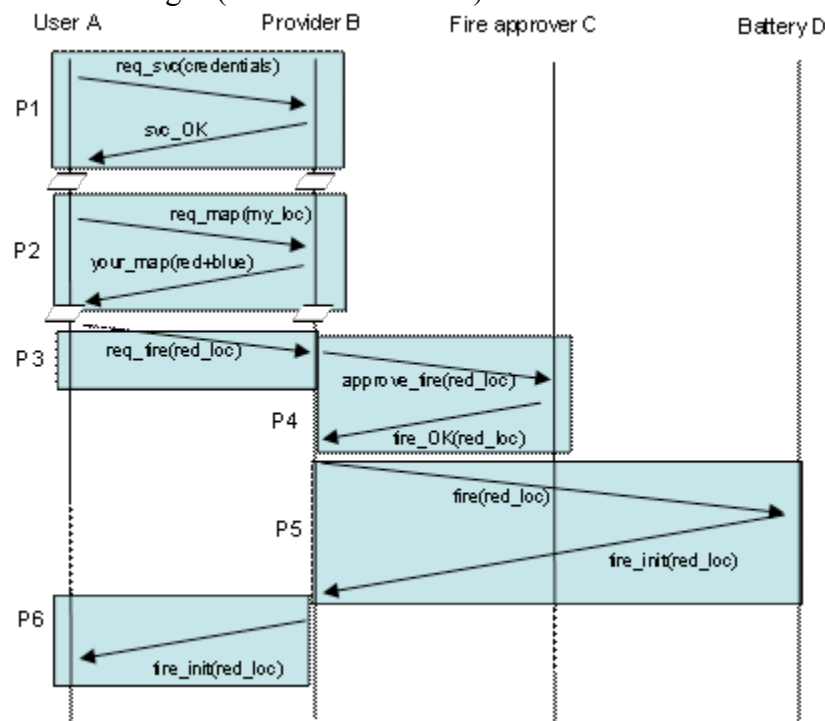 User A Provider B Fire approver C Battery D
req_svc(credentials)
P1
svc_OK
req_map(my_loc)
P2
your_map(red+blue)
P3
req_fire(red_loc)
approve_fire(red_loc)
P4
fire_OK(red_loc)
fire(red_loc)
P5
fire_init(red_loc)
P6
fire_init(red_loc)